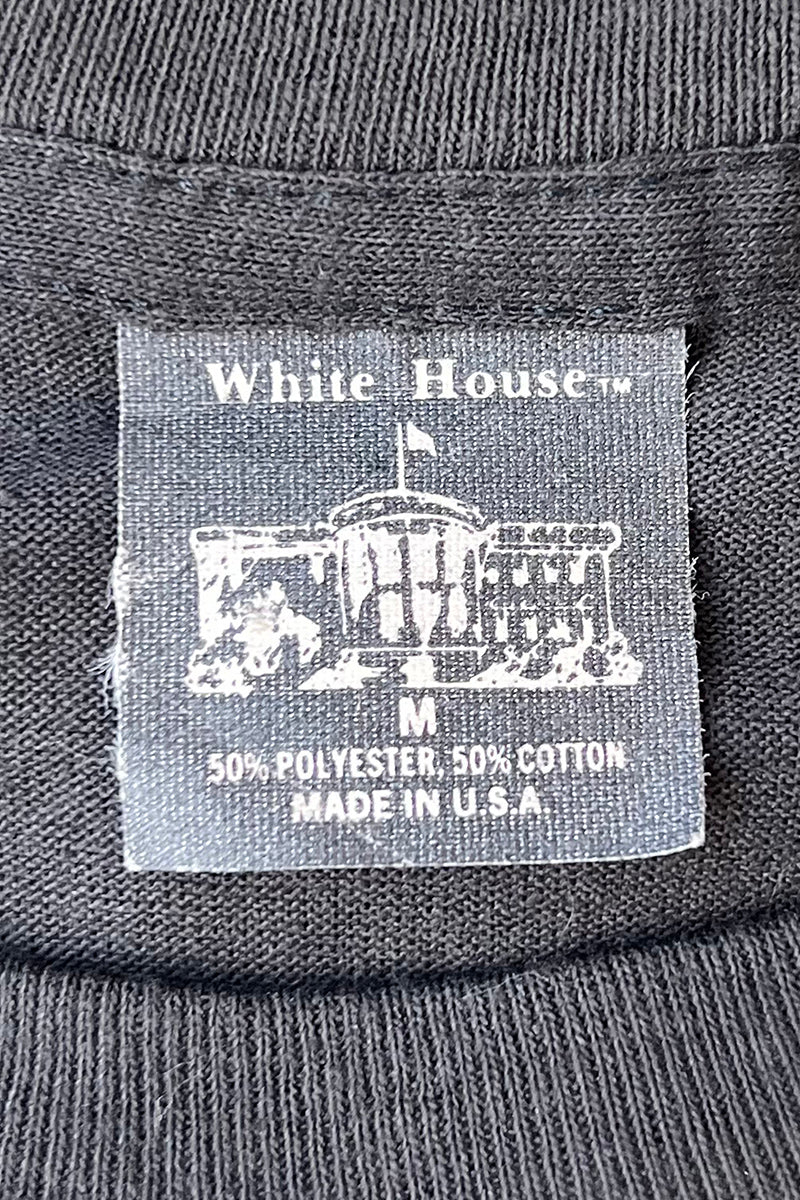 White House™
M
50% POLYESTER, 50% COTTON
MADE IN U.S.A.